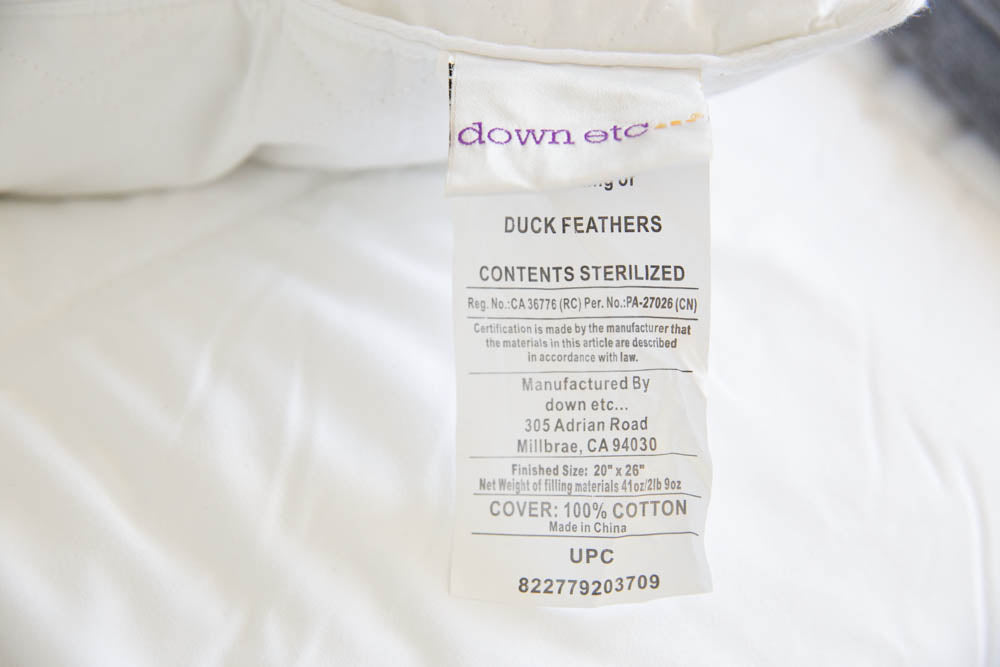 down etc
DUCK FEATHERS
CONTENTS STERILIZED
Reg. No.:CA 36776 (RC) Per. No.:PA-27026 (CN)
Certification is made by the manufacturer that
the materials in this article are described
in accordance with law.
Manufactured By
down etc...
305 Adrian Road
Millbrae, CA 94030
Finished Size: 20" x 26"
Net Weight of filling materials 41oz/2lb 9oz
COVER: 100% COTTON
Made in China
UPC
822779203709